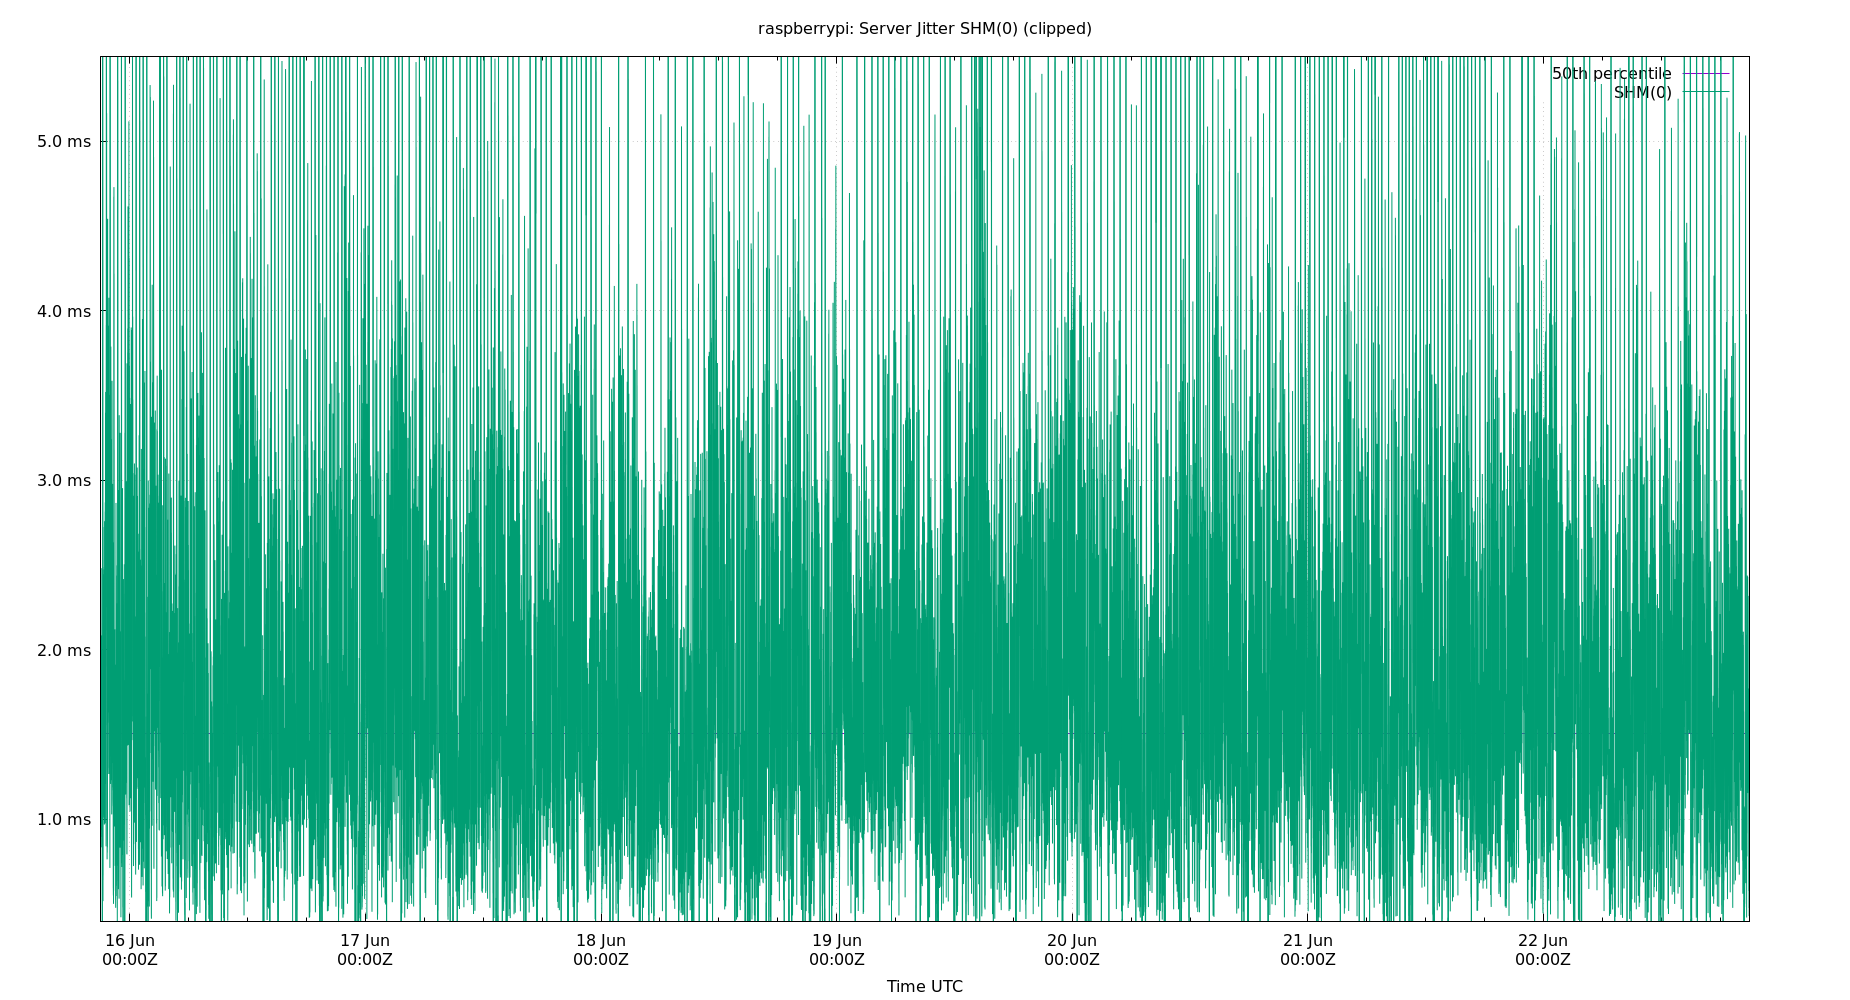 raspberrypi: Server Jitter SHM(0) (clipped)
50th percentile
SHM(0)
5.0 ms
4.0 ms
3.0 ms
2.0 ms
1.0 ms
16 Jun 17 Jun 18 Jun 19 Jun 20 Jun 21 Jun 22 Jun
00:00Z 00:00Z 00:00Z 00:00Z 00:00Z 00:00Z 00:00Z
Time UTC